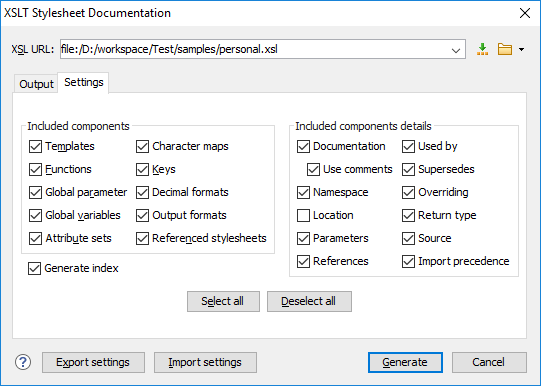 XSLT Stylesheet Documentation
XSL URL: file:/D:/workspace/Test/samples/personal.xsl
Output Settings
Included components
Templates Character maps
Functions Keys
Global parameter Decimal formats
Global variables Output formats
Attribute sets Referenced stylesheets
Generate index
Included components details
Documentation Used by
Use comments Supersedes
Namespace Overriding
Location Return type
Parameters Source
References Import precedence
Select all Deselect all
? Export settings Import settings Generate Cancel